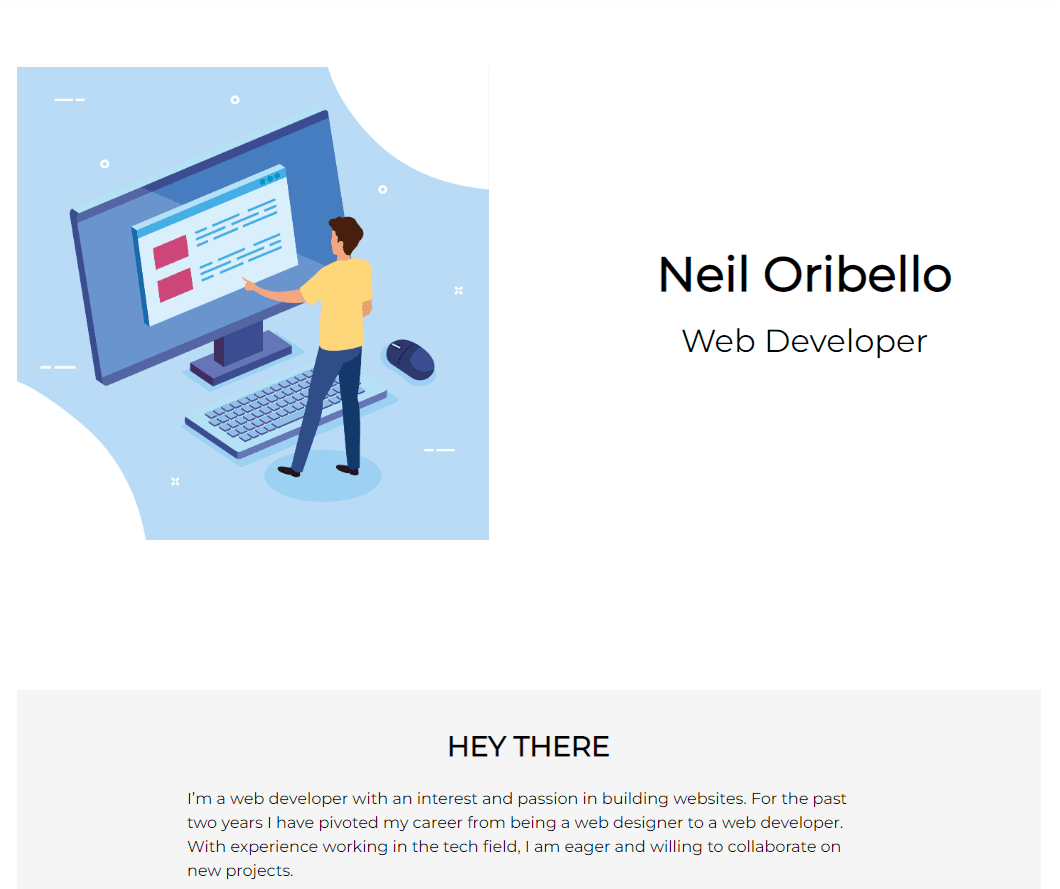 Neil Oribello
Web Developer
HEY THERE
I’m a web developer with an interest and passion in building websites. For the past
two years I have pivoted my career from being a web designer to a web developer.
With experience working in the tech field, I am eager and willing to collaborate on
new projects.